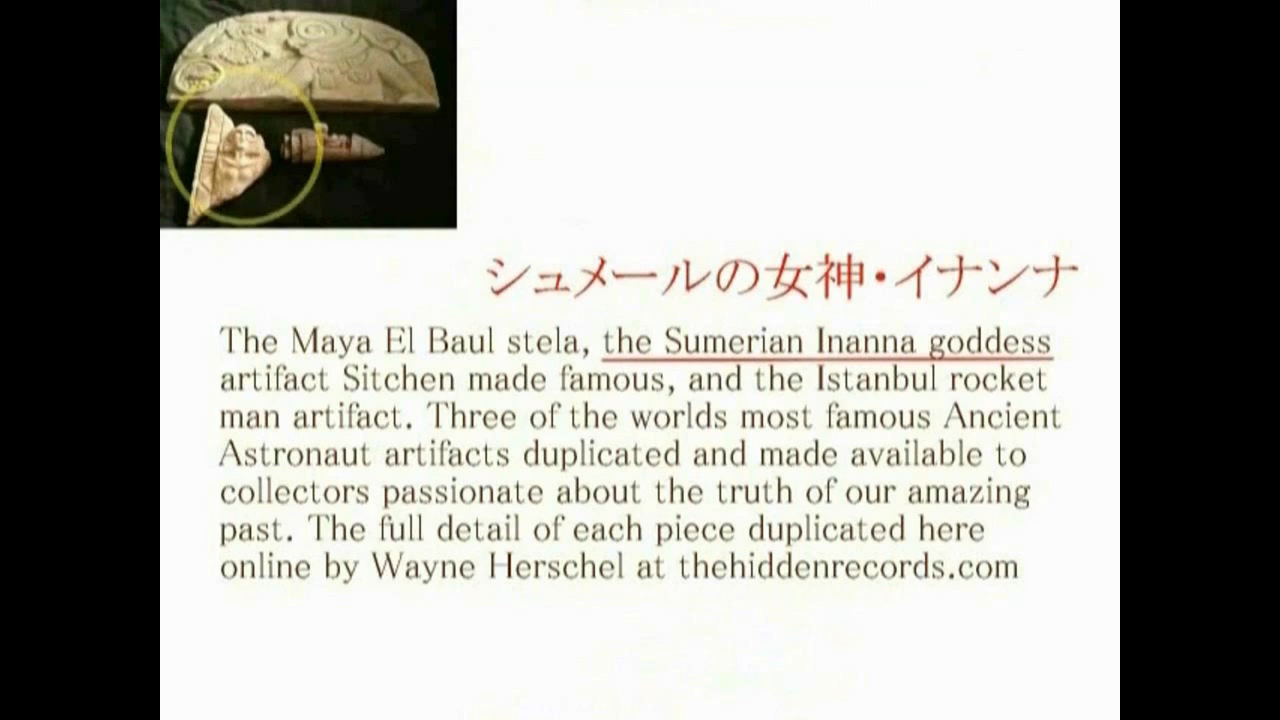 シュメールの女神・イナンナ
The Maya El Baul stela, the Sumerian Inanna goddess
artifact Sitchen made famous, and the Istanbul rocket
man artifact. Three of the worlds most famous Ancient
Astronaut artifacts duplicated and made available to
collectors passionate about the truth of our amazing
past. The full detail of each piece duplicated here
online by Wayne Herschel at thehiddenrecords.com